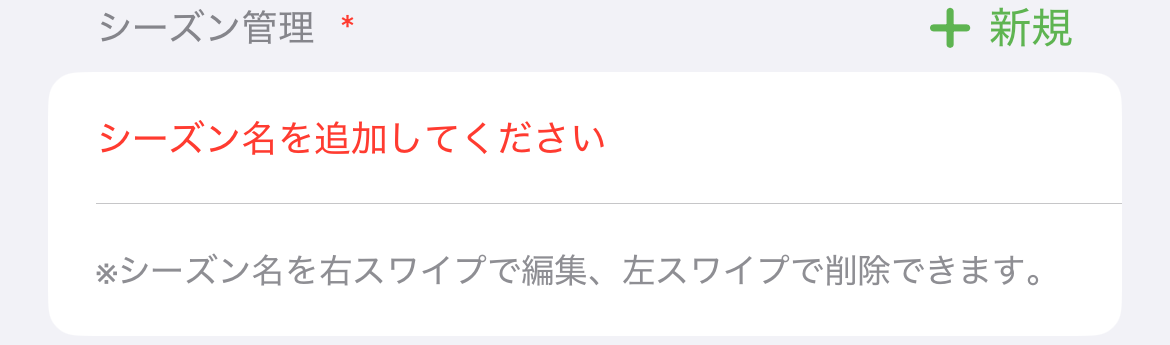 シーズン管理 * + 新規
シーズン名を追加してください
※シーズン名を右スワイプで編集、左スワイプで削除できます。